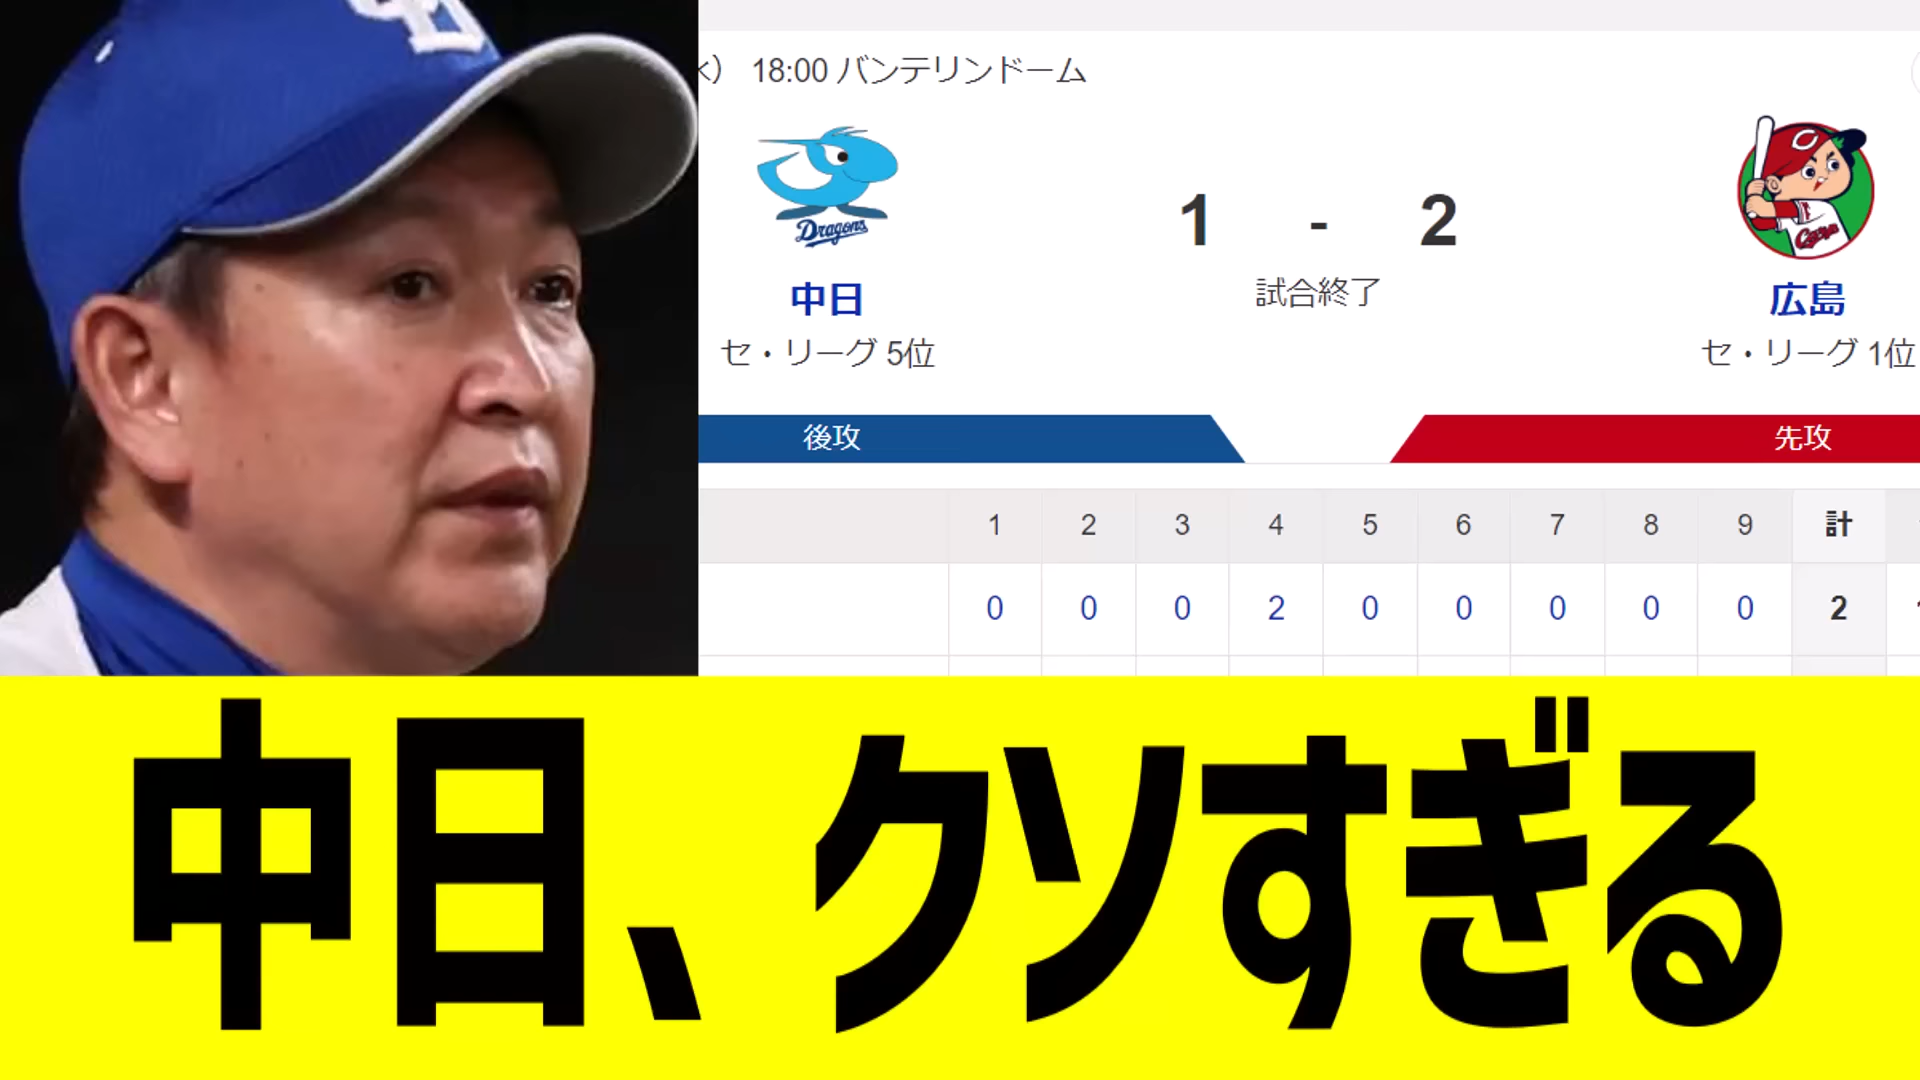 18:00 バンテリンドーム
Dragons
中日
セ・リーグ 5位
1 - 2
試合終了
C
Carp
広島
セ・リーグ 1位
後攻
先攻
1 2 3 4 5 6 7 8 9 計
0 0 0 2 0 0 0 0 0 2
中日、クソすぎる